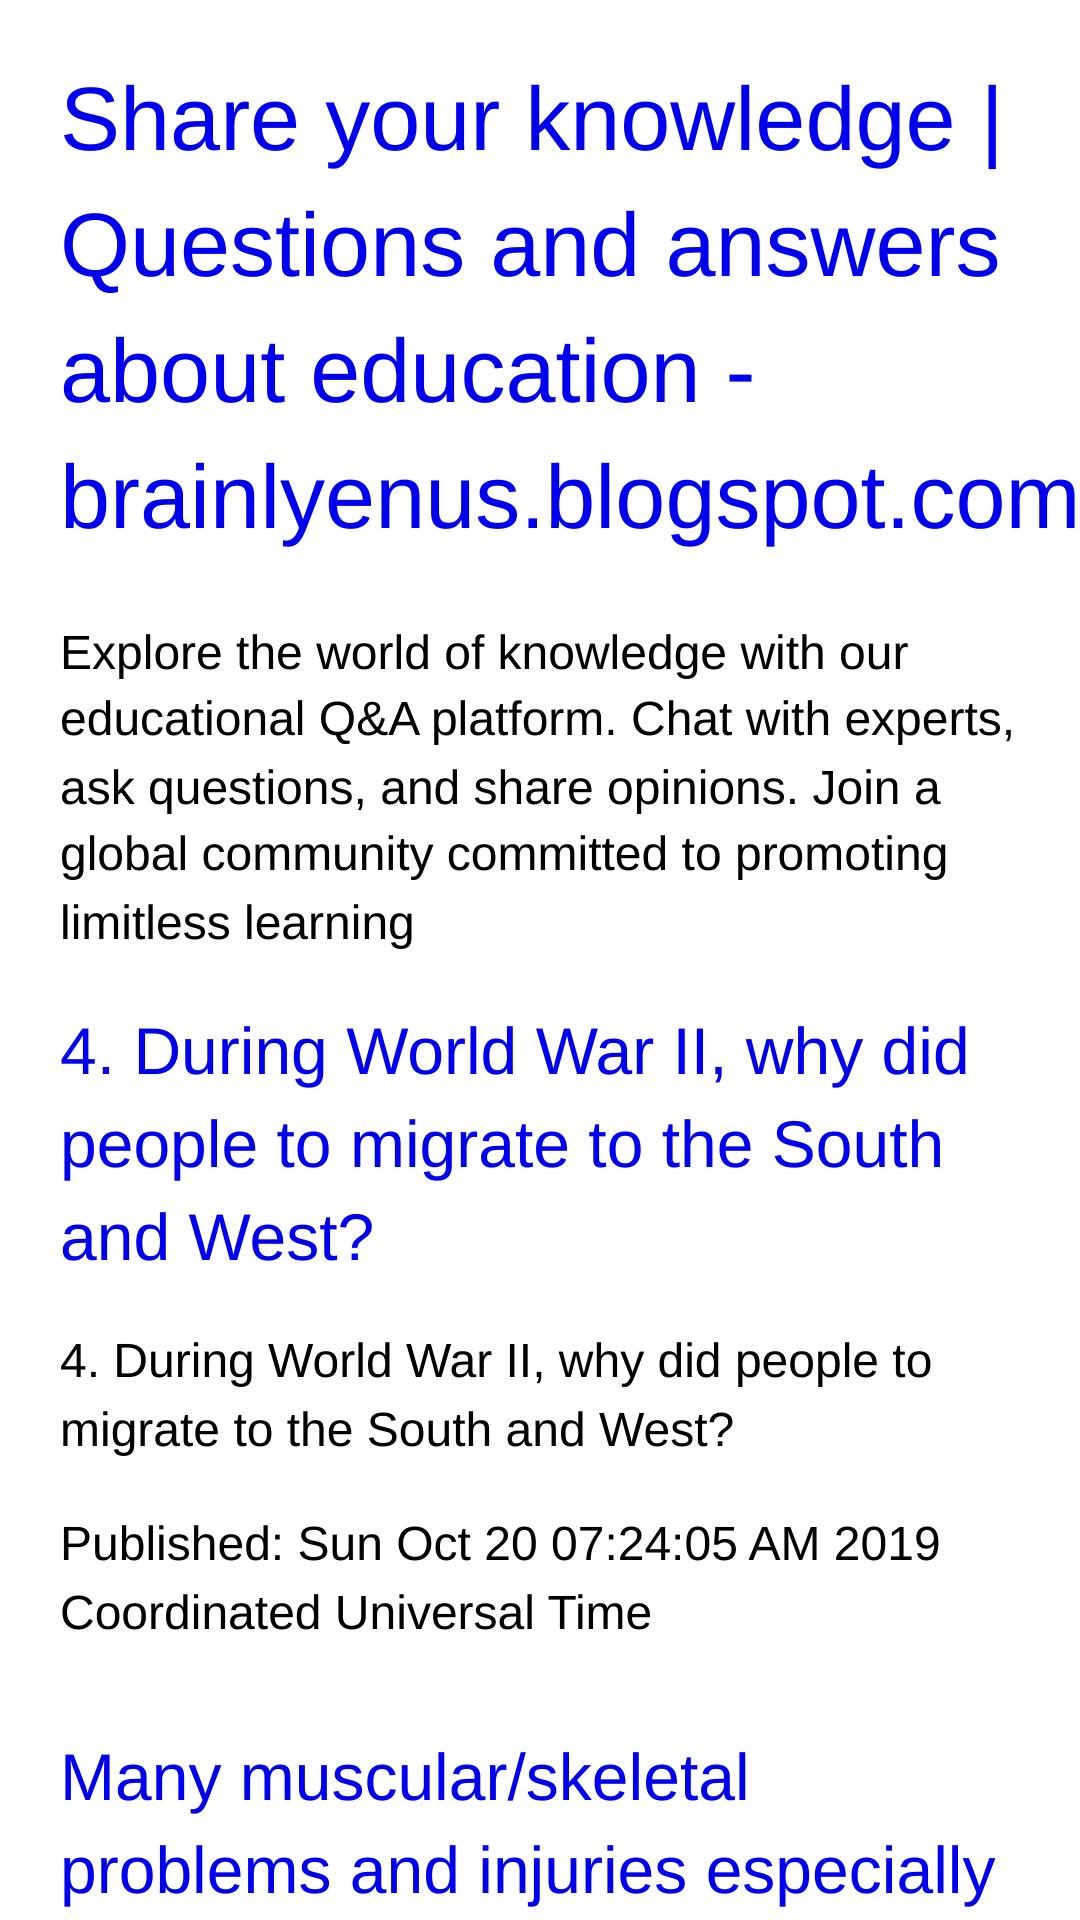 Share your knowledge |
Questions and answers
about education -
brainlyenus.blogspot.com
Explore the world of knowledge with our
educational Q&A platform. Chat with experts,
ask questions, and share opinions. Join a
global community committed to promoting
limitless learning
4. During World War II, why did
people to migrate to the South
and West?
4. During World War II, why did people to
migrate to the South and West?
Published: Sun Oct 20 07:24:05 AM 2019
Coordinated Universal Time
Many muscular/skeletal
problems and injuries especially